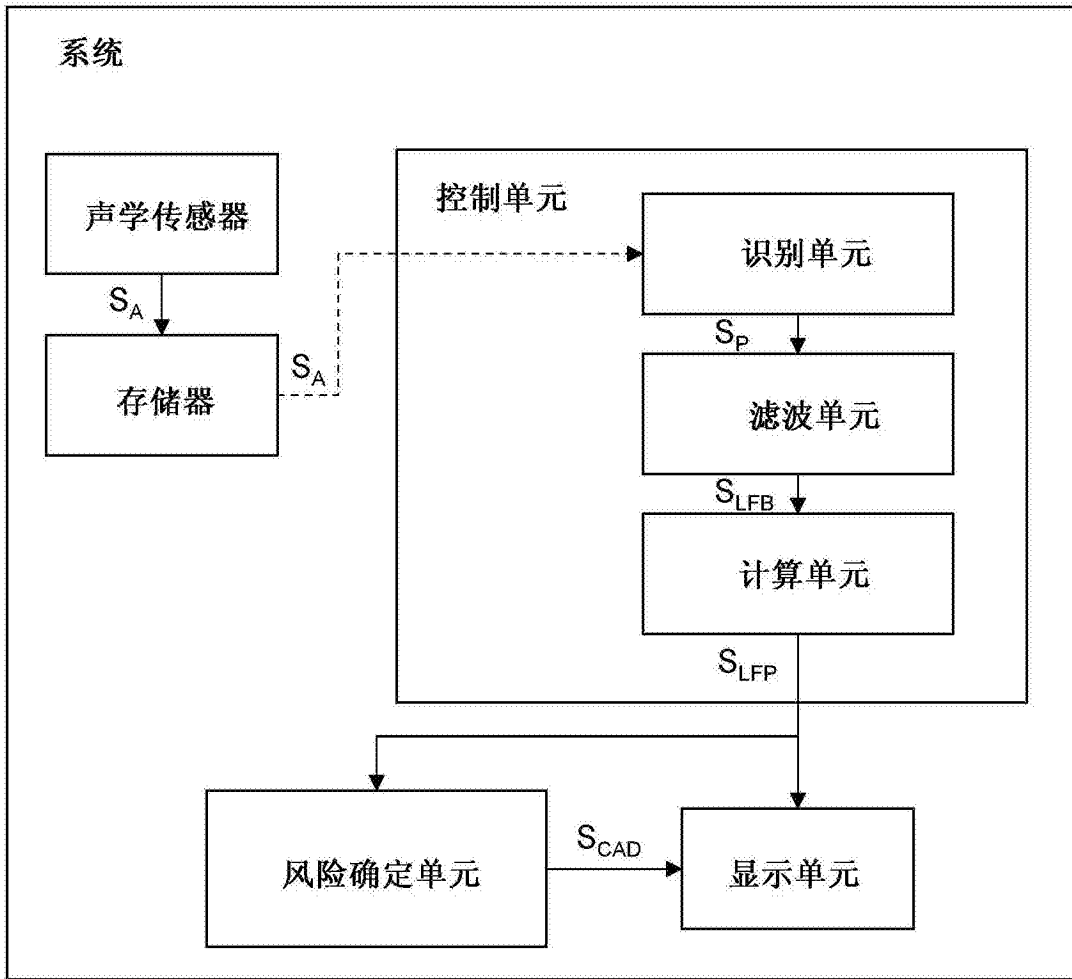 系统
声学传感器
S_A
存储器
S_A
控制单元
识别单元
S_P
滤波单元
S_LFB
计算单元
S_LFP
风险确定单元
S_CAD
显示单元